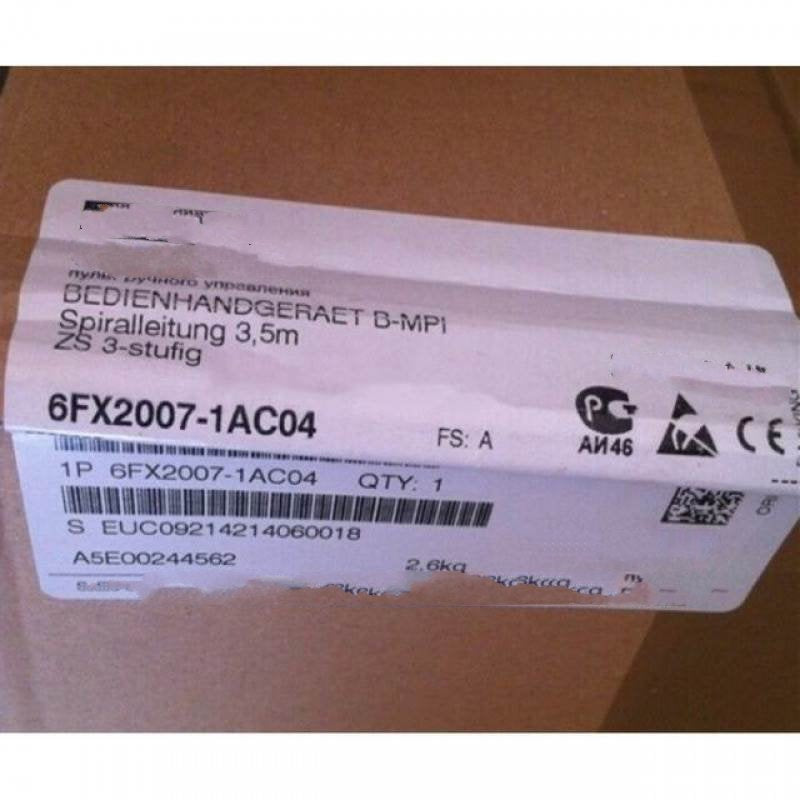 ручного управления
BEDIENHANDGERAET B-MPI
Spiralleitung 3,5m
ZS 3-stufig
6FX2007-1AC04
FS: A
АИ46
CE
1P 6FX2007-1AC04 QTY: 1
S EUC09214214060018
A5E00244562
2,6kg